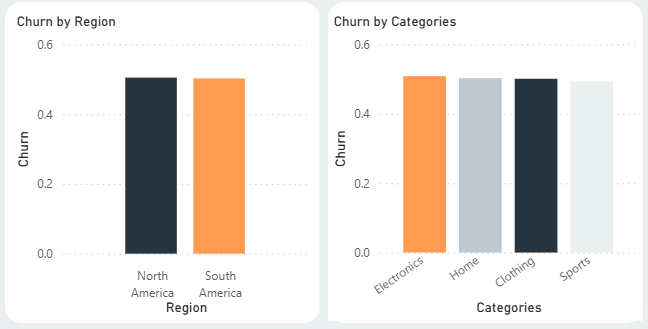 Churn by Region
0.6
0.4
0.2
0.0
Churn
North
America
South
America
Region
Churn by Categories
0.6
0.4
0.2
0.0
Churn
Electronics
Home
Clothing
Sports
Categories